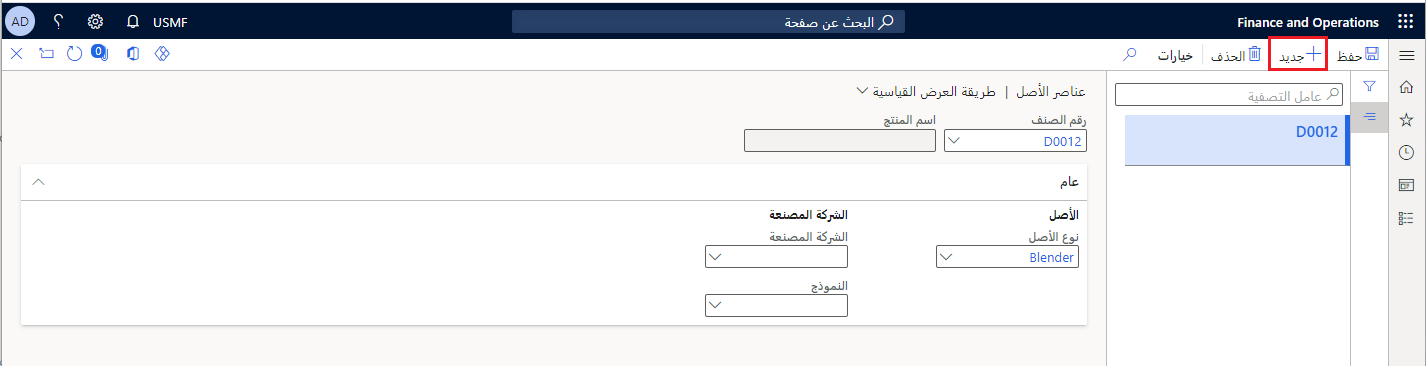 Finance and Operations
البحث عن صفحة
USMF
؟
AD
حفظ
جديد
الحذف
خيارات
0
عامل التصفية
D0012
عناصر الأصل | طريقة العرض القياسية
رقم الصنف
اسم المنتج
D0012
عام
الأصل
الشركة المصنعة
نوع الأصل
الشركة المصنعة
Blender
النموذج